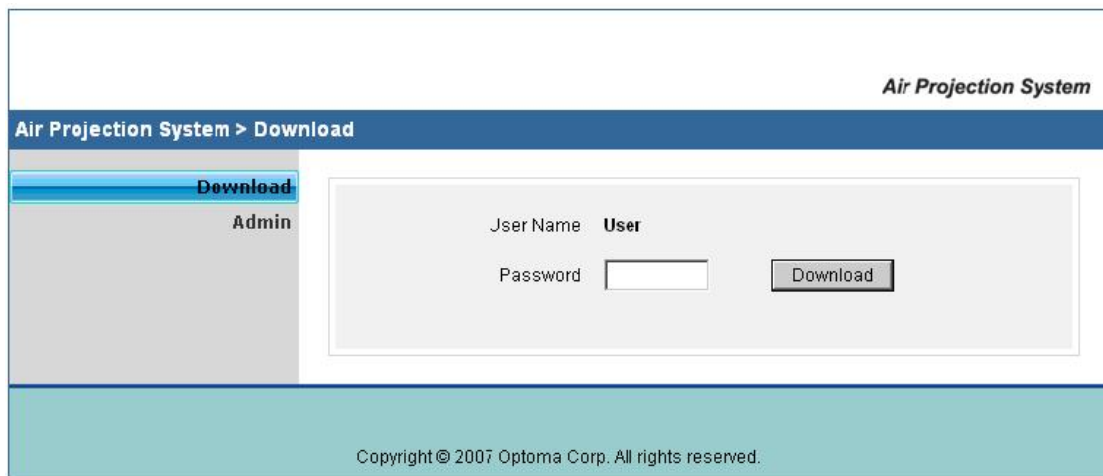 Air Projection System
Air Projection System > Download
Download
Admin
User Name User
Password
Download
Copyright © 2007 Optoma Corp. All rights reserved.